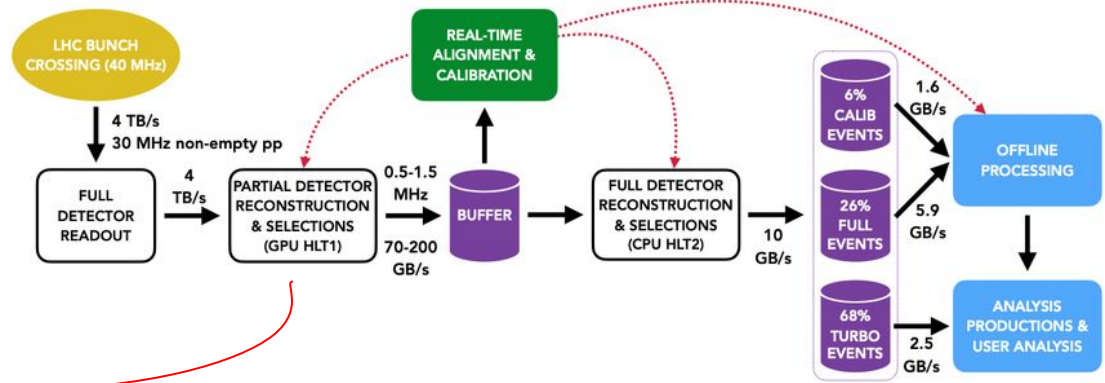 LHC BUNCH
CROSSING (40 MHz)
4 TB/s
30 MHz non-empty pp
FULL
DETECTOR
READOUT
4
TB/s
PARTIAL DETECTOR
RECONSTRUCTION
& SELECTIONS
(GPU HLT1)
0.5-1.5
MHz
70-200
GB/s
REAL-TIME
ALIGNMENT &
CALIBRATION
BUFFER
FULL DETECTOR
RECONSTRUCTION
& SELECTIONS
(CPU HLT2)
10
GB/s
6%
CALIB
EVENTS
26%
FULL
EVENTS
68%
TURBO
EVENTS
1.6
GB/s
5.9
GB/s
2.5
GB/s
OFFLINE
PROCESSING
ANALYSIS
PRODUCTIONS &
USER ANALYSIS